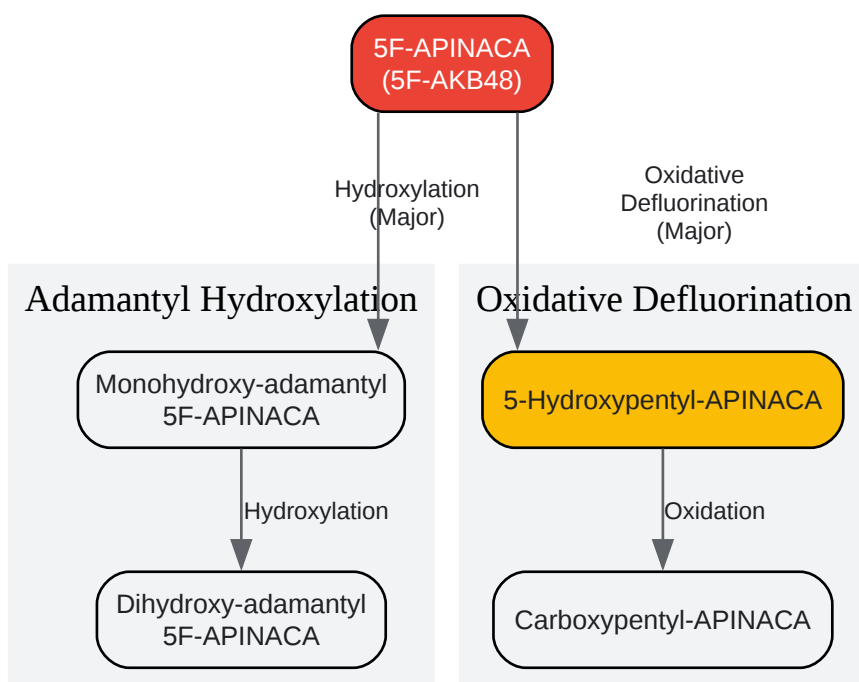 5F-APINACA
(5F-AKB48)
Hydroxylation
(Major)
Oxidative
Defluorination
(Major)
Adamantyl Hydroxylation
Oxidative Defluorination
Monohydroxy-adamantyl
5F-APINACA
5-Hydroxypentyl-APINACA
Hydroxylation
Oxidation
Dihydroxy-adamantyl
5F-APINACA
Carboxypentyl-APINACA